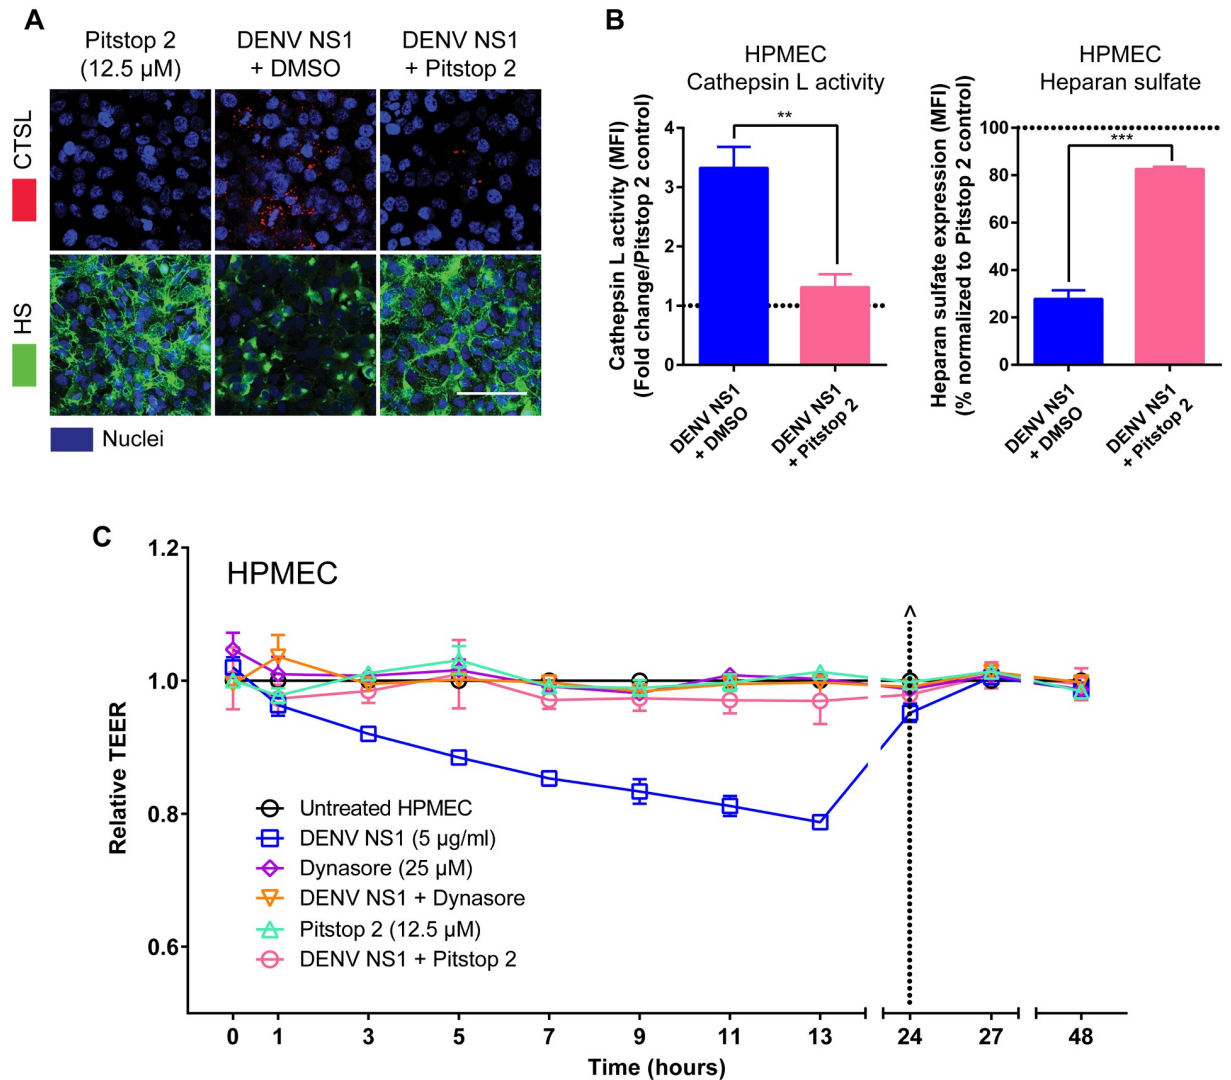 A
Pitstop 2
(12.5 µM)
DENV NS1
+ DMSO
DENV NS1
+ Pitstop 2
CTSL
HS
Nuclei
B
HPMEC
Cathepsin L activity
Cathepsin L activity (MFI)
(Fold change/Pitstop 2 control)
4
3
2
1
0
**
DENV NS1
+ DMSO
DENV NS1
+ Pitstop 2
HPMEC
Heparan sulfate
Heparan sulfate expression (MFI)
(% normalized to Pitstop 2 control)
100
80
60
40
20
0
***
DENV NS1
+ DMSO
DENV NS1
+ Pitstop 2
C
HPMEC
Relative TEER
1.2
1.0
0.8
0.6
^
Untreated HPMEC
DENV NS1 (5 µg/ml)
Dynasore (25 µM)
DENV NS1 + Dynasore
Pitstop 2 (12.5 µM)
DENV NS1 + Pitstop 2
0 1 3 5 7 9 11 13 24 27 48
Time (hours)